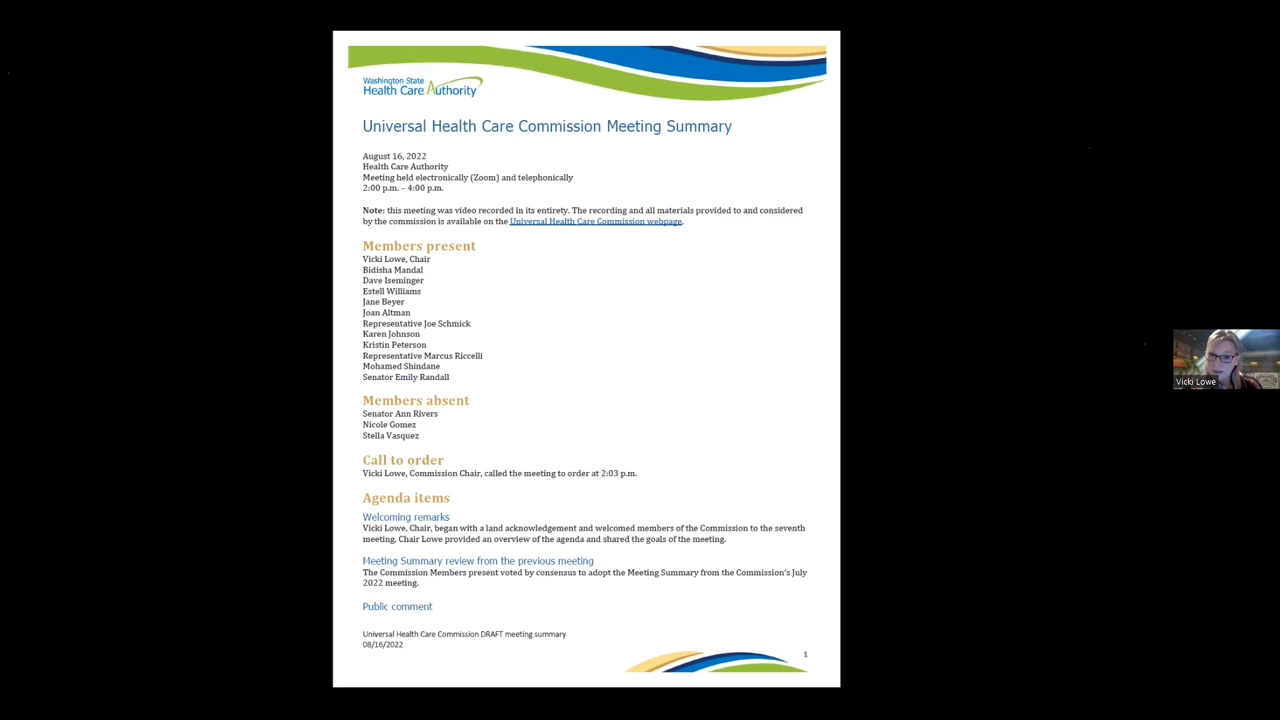 Washington State
Health Care Authority
Universal Health Care Commission Meeting Summary
August 16, 2022
Health Care Authority
Meeting held electronically (Zoom) and telephonically
2:00 p.m. – 4:00 p.m.
Note: this meeting was video recorded in its entirety. The recording and all materials provided to and considered
by the commission is available on the Universal Health Care Commission webpage.
Members present
Vicki Lowe, Chair
Bidisha Mandal
Dave Iseminger
Estell Williams
Jane Beyer
Joan Altman
Representative Joe Schmick
Karen Johnson
Kristin Peterson
Representative Marcus Riccelli
Mohamed Shindane
Senator Emily Randall
Members absent
Senator Ann Rivers
Nicole Gomez
Stella Vasquez
Call to order
Vicki Lowe, Commission Chair, called the meeting to order at 2:03 p.m.
Agenda items
Welcoming remarks
Vicki Lowe, Chair, began with a land acknowledgement and welcomed members of the Commission to the seventh
meeting. Chair Lowe provided an overview of the agenda and shared the goals of the meeting.
Meeting Summary review from the previous meeting
The Commission Members present voted by consensus to adopt the Meeting Summary from the Commission's July
2022 meeting.
Public comment
Universal Health Care Commission DRAFT meeting summary
08/16/2022
1
Vicki Lowe